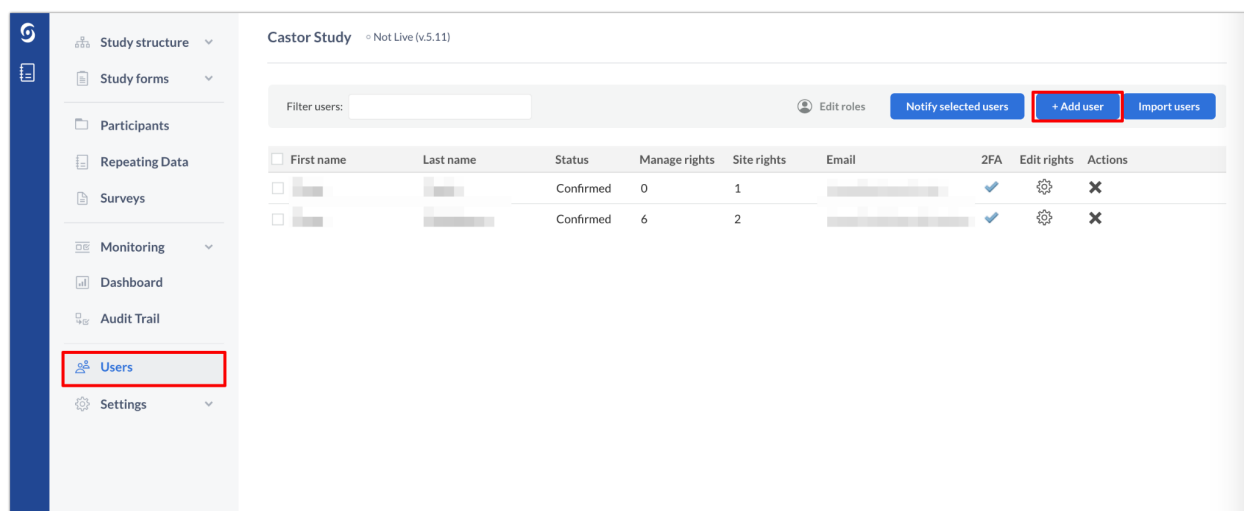 Castor Study Not Live (v.5.11)
Study structure
Study forms
Participants
Repeating Data
Surveys
Monitoring
Dashboard
Audit Trail
Users
Settings
Filter users: Edit roles Notify selected users + Add user Import users
First name Last name Status Manage rights Site rights Email 2FA Edit rights Actions
Confirmed 0 1
Confirmed 6 2